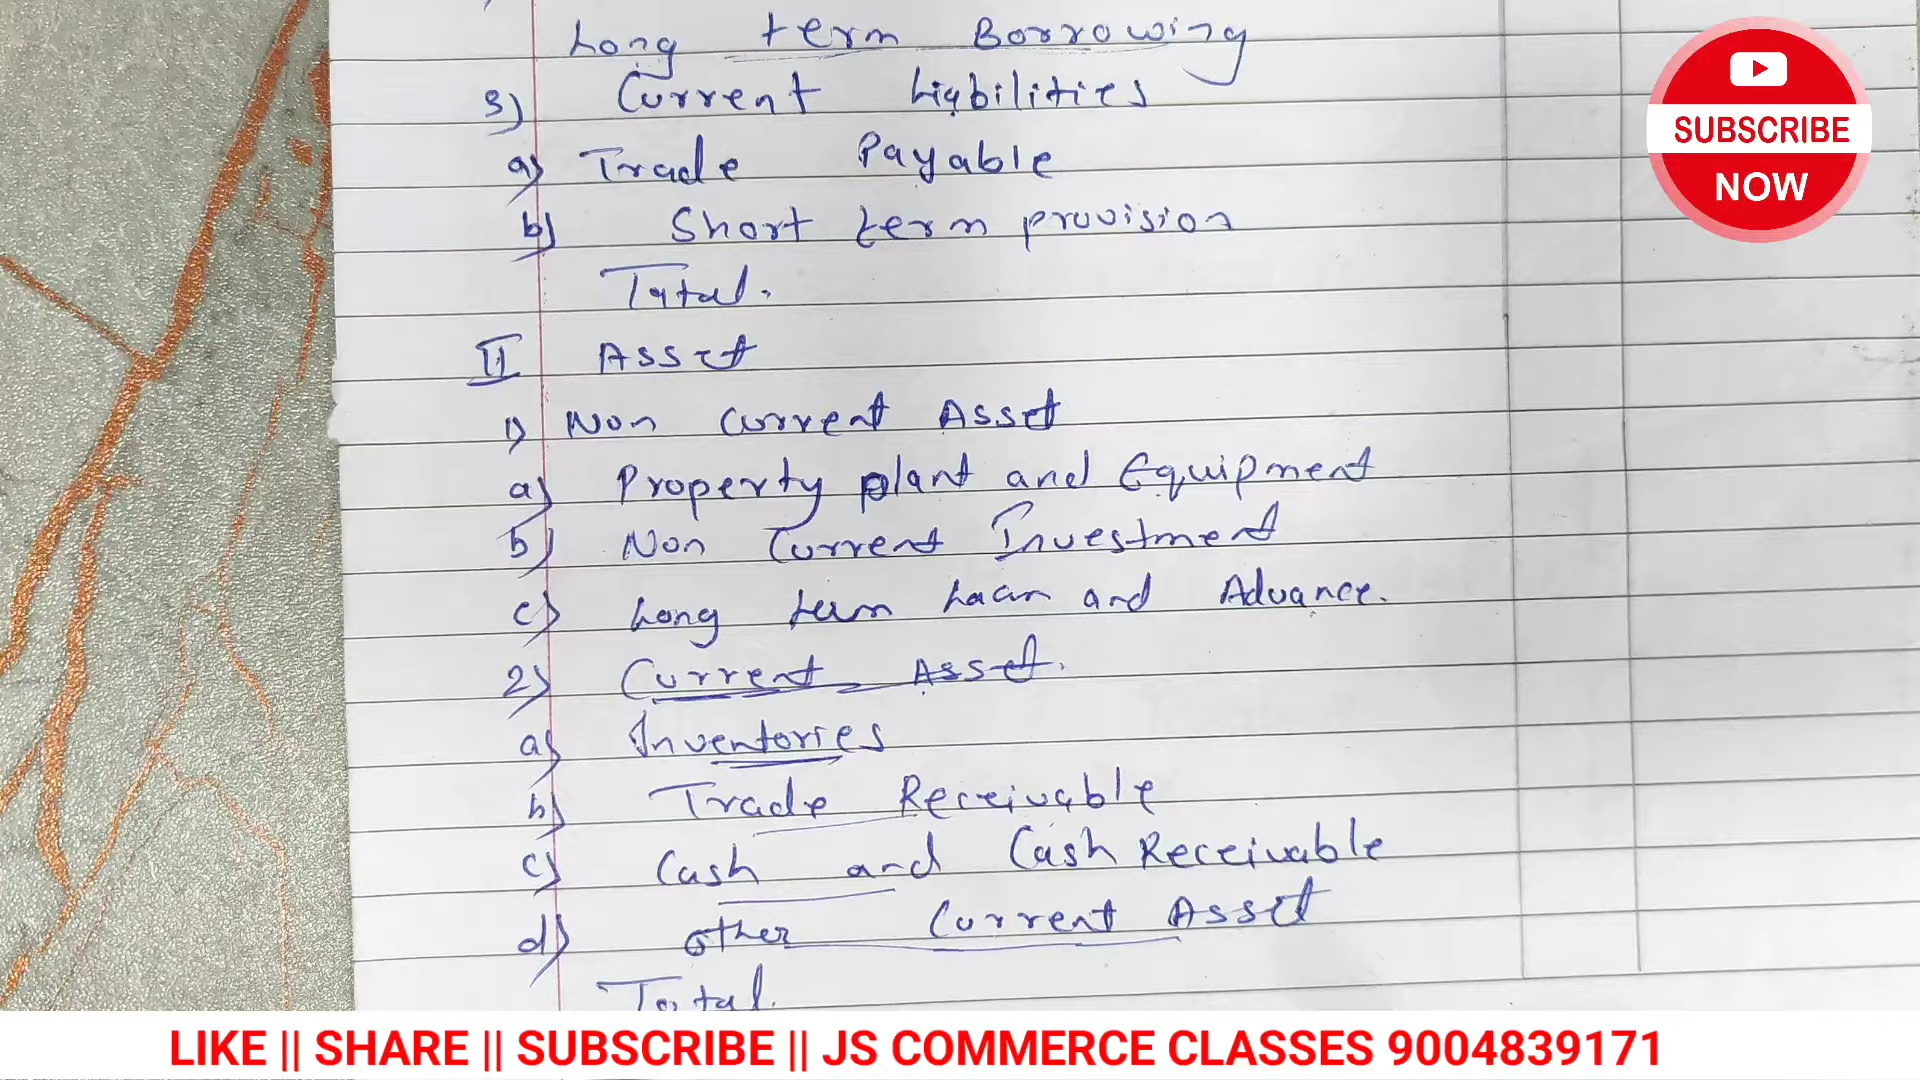 Long term Borrowing
3) Current Liabilities
a) Trade Payable
b) Short term provision
Total.
II Asset
1) Non Current Asset
a) Property plant and Equipment
b) Non Current Investment
c) Long term Loan and Advance.
2) Current Asset.
a) Inventories
b) Trade Receivable
c) Cash and Cash Receivable
d) other Current Asset
Total.
SUBSCRIBE
NOW
LIKE || SHARE || SUBSCRIBE || JS COMMERCE CLASSES 9004839171